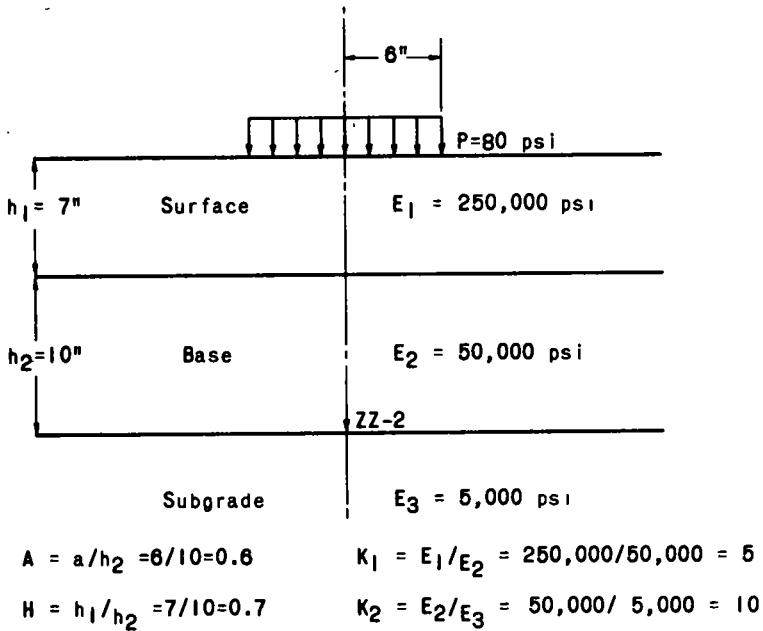 6"
P=80 psi
h₁= 7" Surface E₁ = 250,000 psi
h₂=10" Base E₂ = 50,000 psi
ZZ-2
Subgrade E₃ = 5,000 psi
A = a/h₂ =6/10=0.6 K₁ = E₁/E₂ = 250,000/50,000 = 5
H = h₁/h₂ =7/10=0.7 K₂ = E₂/E₃ = 50,000/ 5,000 = 10